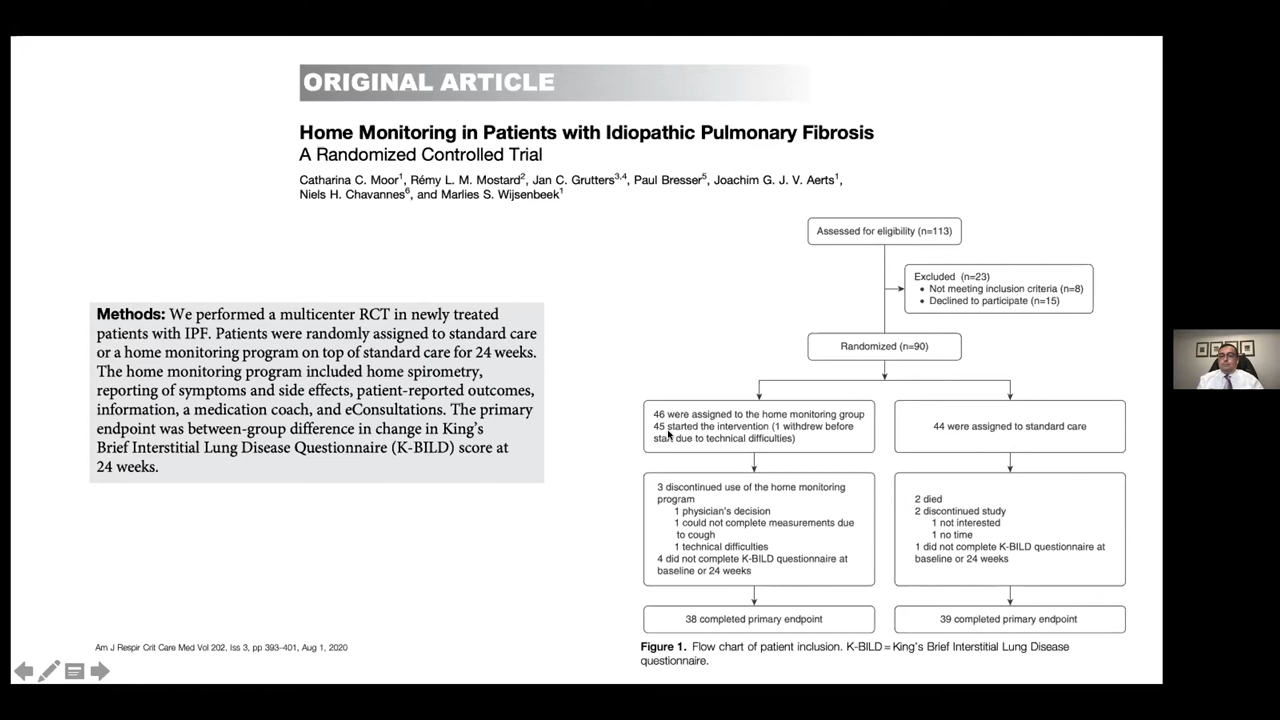 ORIGINAL ARTICLE
Home Monitoring in Patients with Idiopathic Pulmonary Fibrosis
A Randomized Controlled Trial
Catharina C. Moor1, Rémy L. M. Mostard2, Jan C. Grutters3,4, Paul Bresser5, Joachim G. J. V. Aerts1,
Niels H. Chavannes6, and Marlies S. Wijsenbeek1
Methods: We performed a multicenter RCT in newly treated
patients with IPF. Patients were randomly assigned to standard care
or a home monitoring program on top of standard care for 24 weeks.
The home monitoring program included home spirometry,
reporting of symptoms and side effects, patient-reported outcomes,
information, a medication coach, and eConsultations. The primary
endpoint was between-group difference in change in King's
Brief Interstitial Lung Disease Questionnaire (K-BILD) score at
24 weeks.
Assessed for eligibility (n=113)
Excluded (n=23)
• Not meeting inclusion criteria (n=8)
• Declined to participate (n=15)
Randomized (n=90)
46 were assigned to the home monitoring group
45 started the intervention (1 withdrew before
start due to technical difficulties)
44 were assigned to standard care
3 discontinued use of the home monitoring
program
1 physician's decision
1 could not complete measurements due
to cough
1 technical difficulties
4 did not complete K-BILD questionnaire at
baseline or 24 weeks
2 died
2 discontinued study
1 not interested
1 no time
1 did not complete K-BILD questionnaire at
baseline or 24 weeks
38 completed primary endpoint
39 completed primary endpoint
Figure 1. Flow chart of patient inclusion. K-BILD = King's Brief Interstitial Lung Disease
questionnaire.
Am J Respir Crit Care Med Vol 202, Iss 3, pp 393–401, Aug 1, 2020